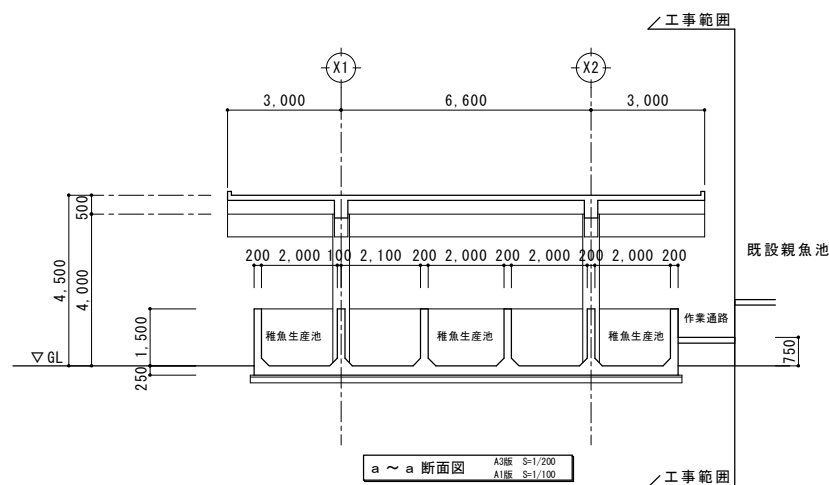 工事範囲
X1 X2
3,000 6,600 3,000
500
4,500
4,000
200 2,000 100 2,100 200 2,000 200 2,000 200 2,000 200
既設親魚池
1,500
稚魚生産池 稚魚生産池 稚魚生産池
作業通路
▽GL
250
750
a ~ a 断面図
A3版 S=1/200
A1版 S=1/100
工事範囲